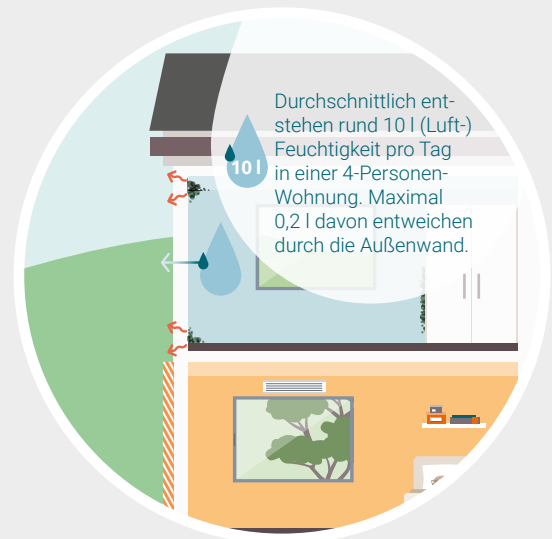 Durchschnittlich ent-
stehen rund 10 l (Luft-)
Feuchtigkeit pro Tag
in einer 4-Personen-
Wohnung. Maximal
0,2 l davon entweichen
durch die Außenwand.
10 l